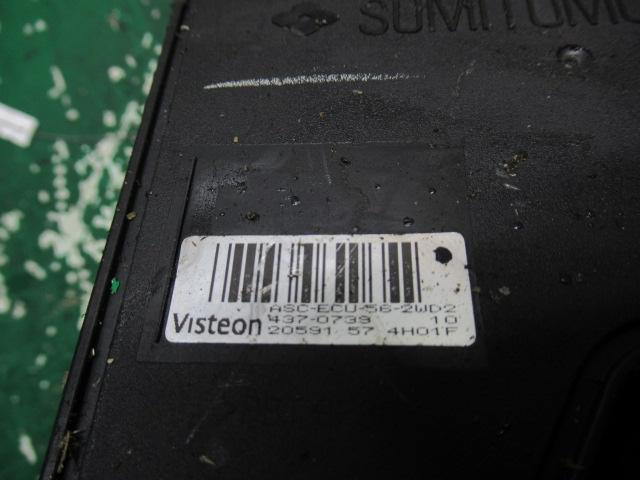 SUMITOMO
ASC-ECU-56-2WD2
Visteon 437-0739 10
20591 57 4H01F